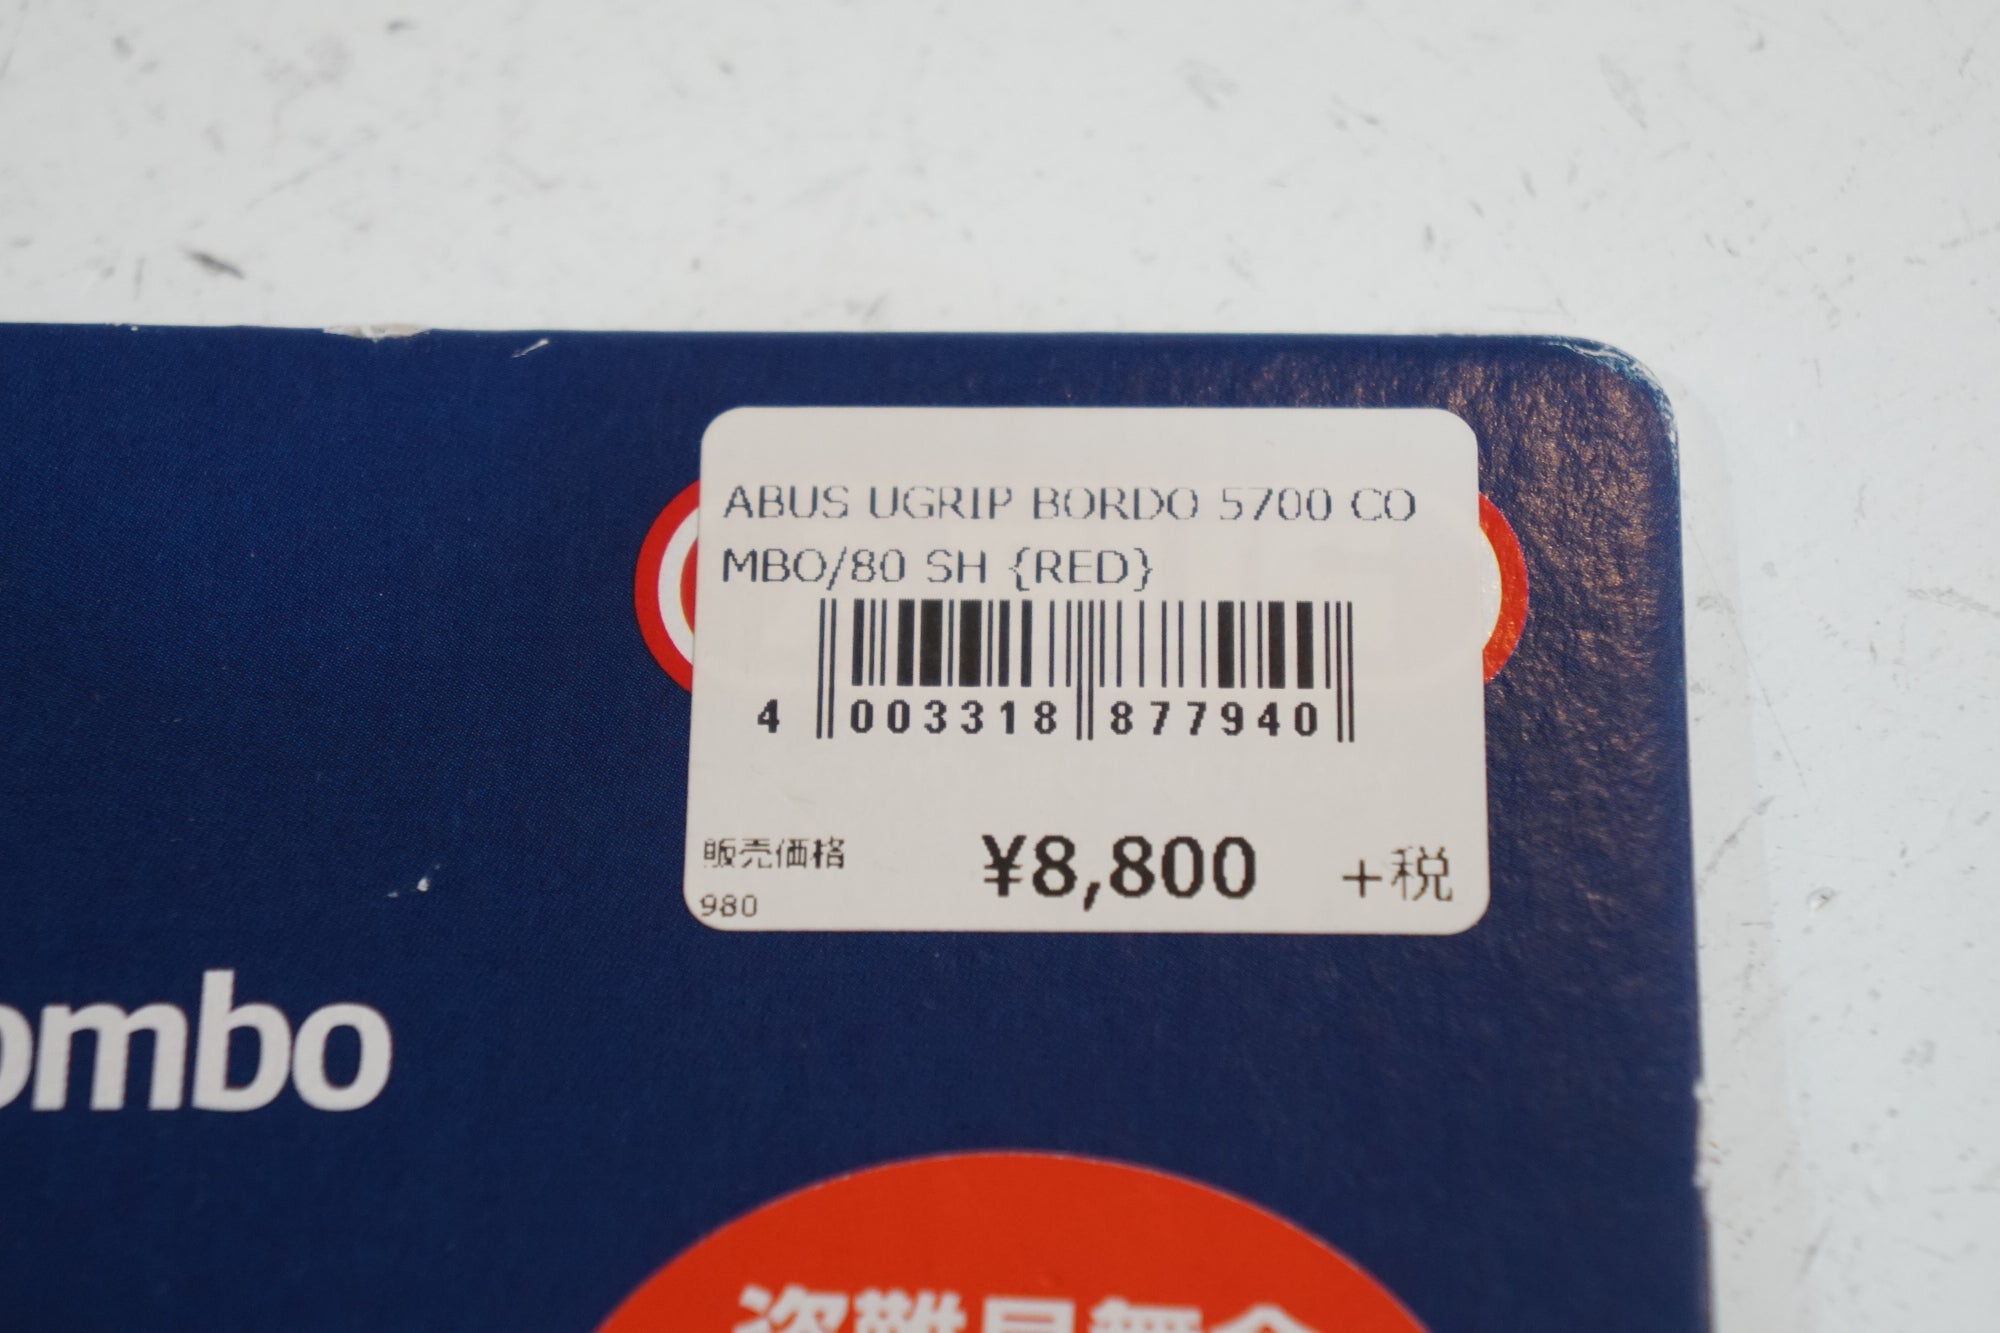 ABUS UGRIP BORDO 5700 CO
MBO/80 SH {RED}
4 003318 877940
販売価格 ¥8,800 +税
980
ombo